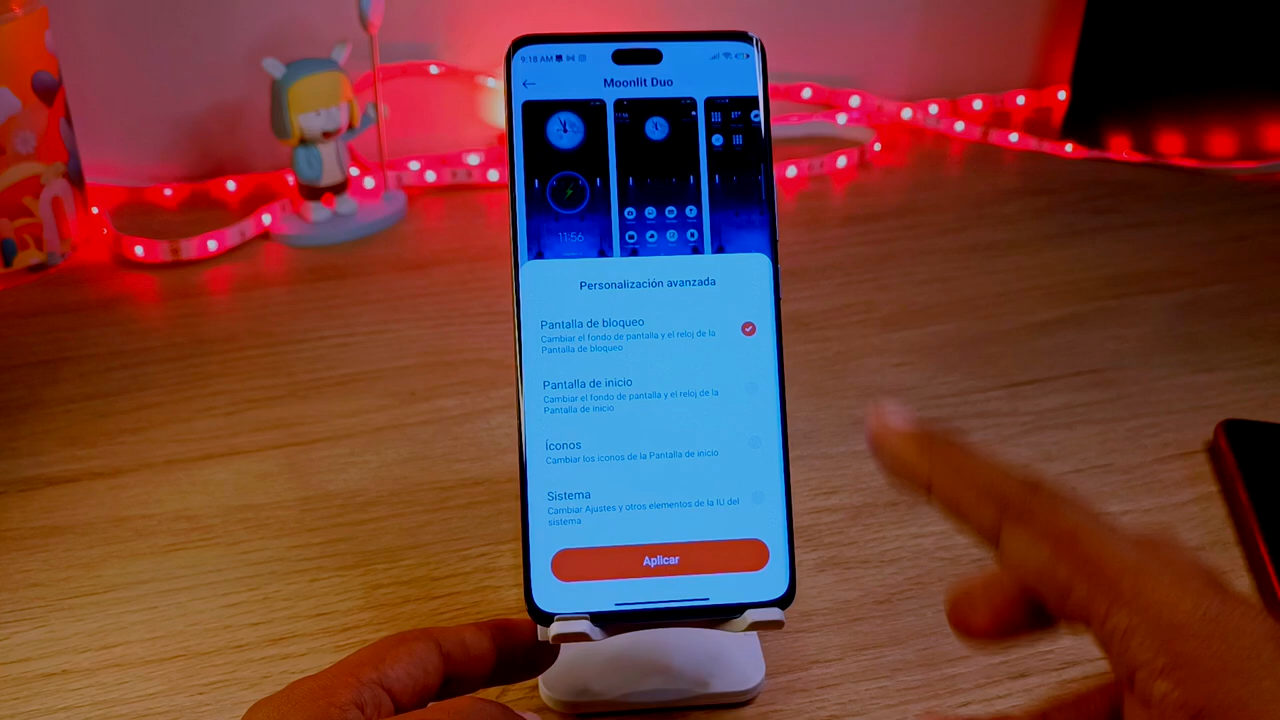 9:18 AM
Moonlit Duo
11:56
Personalización avanzada
Pantalla de bloqueo
Cambiar el fondo de pantalla y el reloj de la
Pantalla de bloqueo
Pantalla de inicio
Cambiar el fondo de pantalla y el reloj de la
Pantalla de inicio
Íconos
Cambiar los iconos de la Pantalla de inicio
Sistema
Cambiar Ajustes y otros elementos de la IU del
sistema
Aplicar